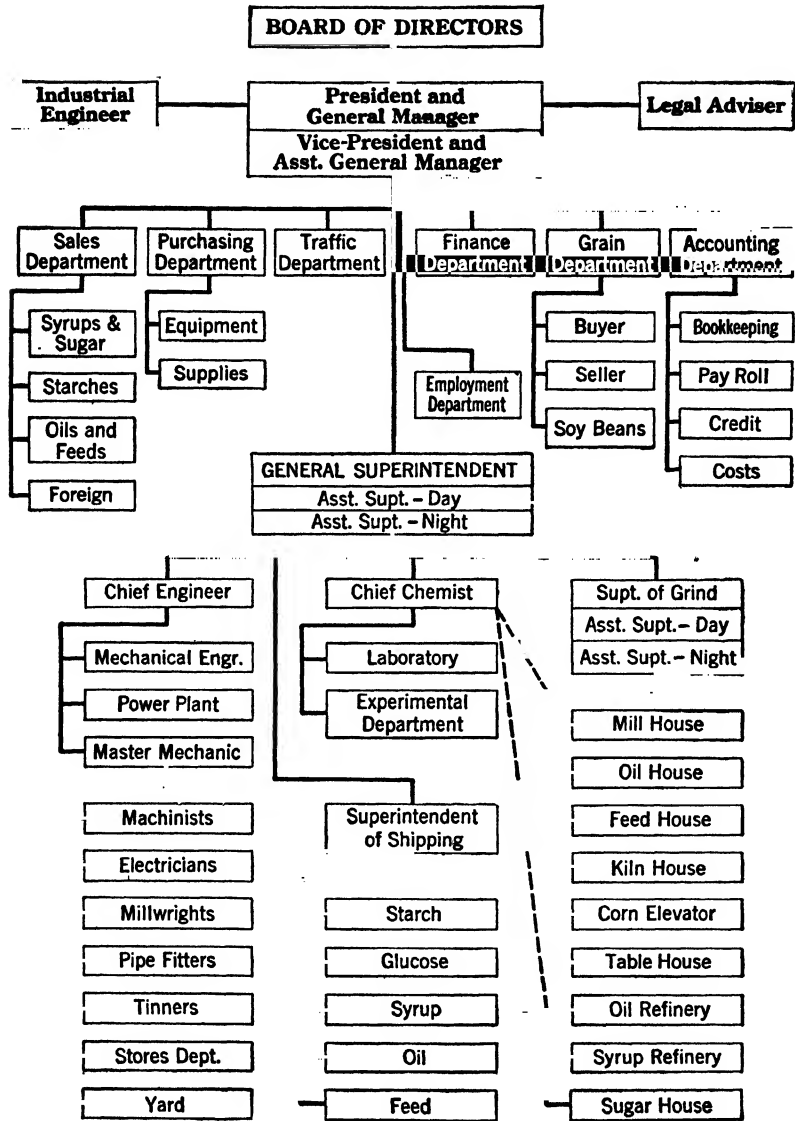 BOARD OF DIRECTORS
Industrial
Engineer
President and
General Manager
Legal Adviser
Vice-President and
Asst. General Manager
Sales
Department
Purchasing
Department
Traffic
Department
Finance
Department
Grain
Department
Accounting
Department
Syrups &
Sugar
Starches
Oils and
Feeds
Foreign
Equipment
Supplies
Employment
Department
Buyer
Seller
Soy Beans
Bookkeeping
Pay Roll
Credit
Costs
GENERAL SUPERINTENDENT
Asst. Supt. – Day
Asst. Supt. – Night
Chief Engineer
Mechanical Engr.
Power Plant
Master Mechanic
Machinists
Electricians
Millwrights
Pipe Fitters
Tinners
Stores Dept.
Yard
Chief Chemist
Laboratory
Experimental
Department
Superintendent
of Shipping
Starch
Glucose
Syrup
Oil
Feed
Supt. of Grind
Asst. Supt. – Day
Asst. Supt. – Night
Mill House
Oil House
Feed House
Kiln House
Corn Elevator
Table House
Oil Refinery
Syrup Refinery
Sugar House